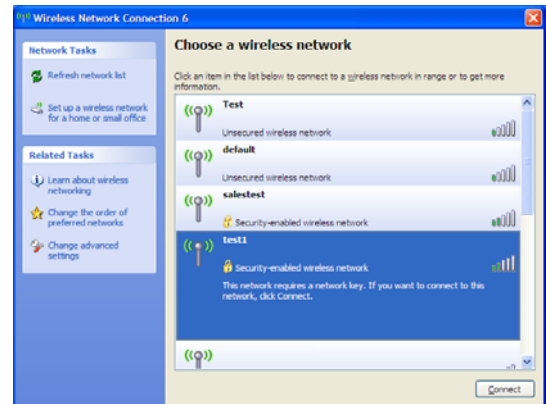 Wireless Network Connection 6
Network Tasks
Refresh network list
Set up a wireless network
for a home or small office
Related Tasks
Learn about wireless
networking
Change the order of
preferred networks
Change advanced
settings
Choose a wireless network
Click an item in the list below to connect to a wireless network in range or to get more
information.
Test
Unsecured wireless network
default
Unsecured wireless network
salestest
Security-enabled wireless network
test1
Security-enabled wireless network
This network requires a network key. If you want to connect to this
network, click Connect.
Connect